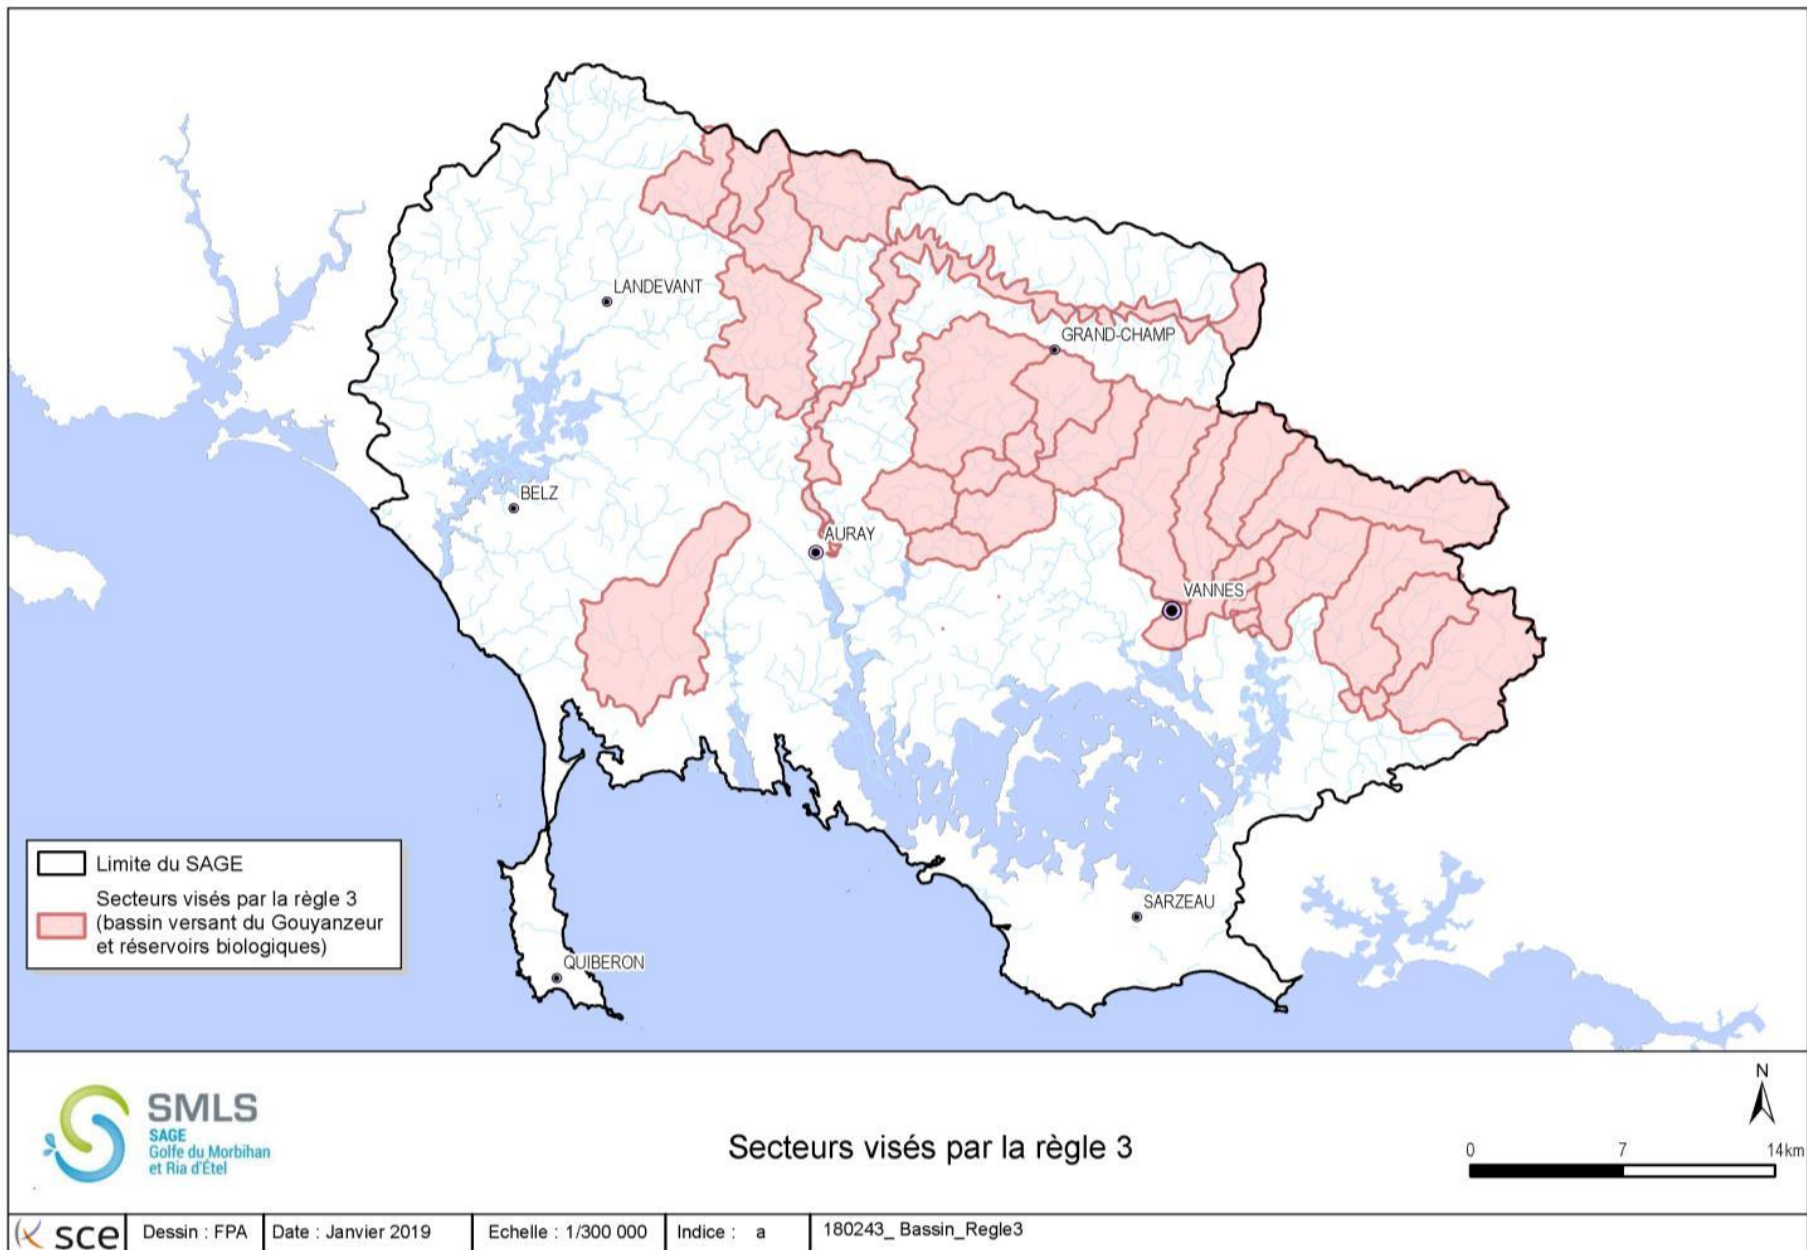 LANDEVANT
GRAND-CHAMP
BELZ
AURAY
VANNES
SARZEAU
QUIBERON
Limite du SAGE
Secteurs visés par la règle 3
(bassin versant du Gouyanzeur
et réservoirs biologiques)
SMLS
SAGE
Golfe du Morbihan
et Ria d'Étel
Secteurs visés par la règle 3
N
0 7 14km
sce
Dessin : FPA
Date : Janvier 2019
Echelle : 1/300 000
Indice : a
180243_ Bassin_Regle3